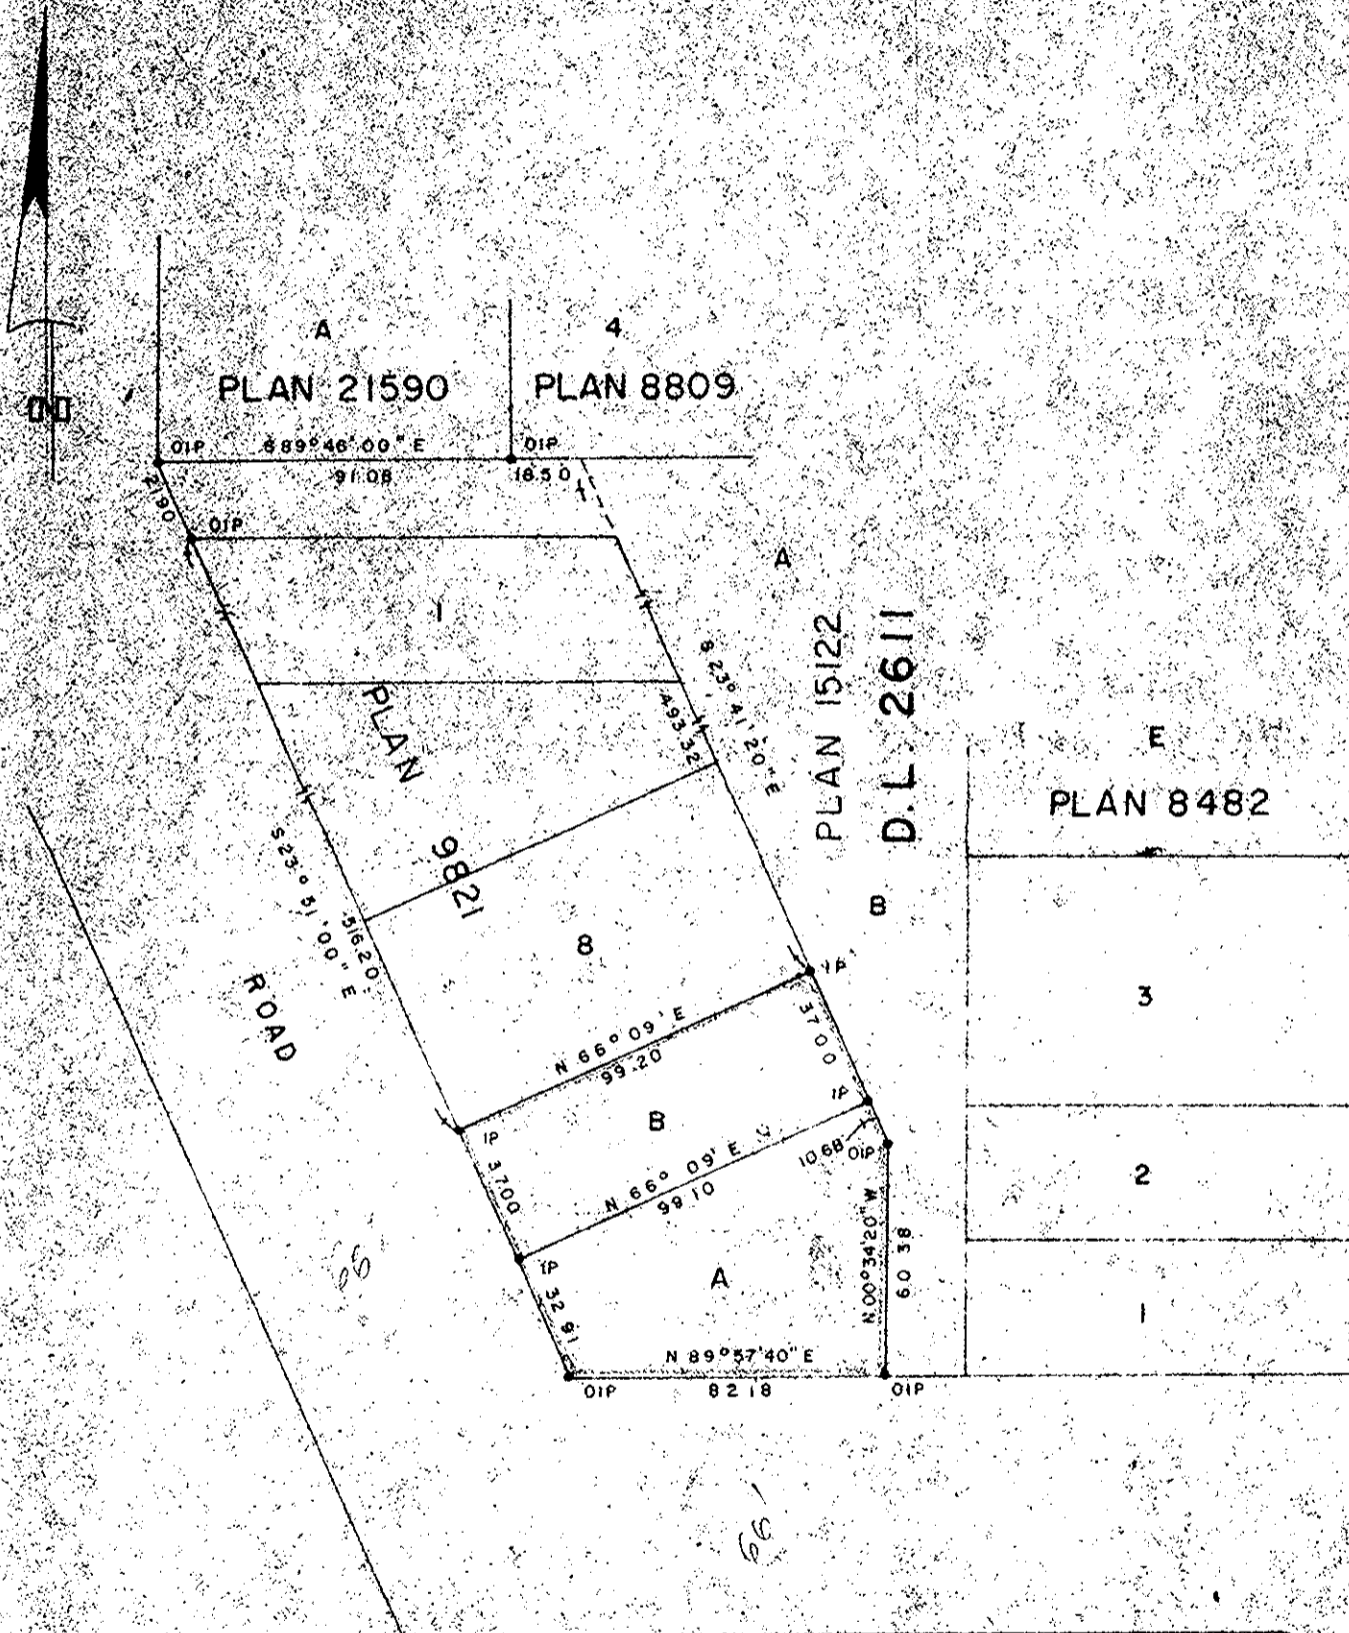 A
4
PLAN 21590
PLAN 8809
OIP
S 89° 46' 00" E
OIP
91.08
18.50
21.90
OIP
A
1
PLAN
9821
S 23° 41' 20" E
493.32
PLAN 15122
D.L. 2611
E
PLAN 8482
S 23° 51' 00" E
516.20
ROAD
8
B
3
IP
N 66° 09' E
99.20
37.00
IP
B
IP
37.00
N 66° 09' E
99.10
10.68
OIP
2
IP
32.91
A
N 00° 34' 20" W
60.38
1
66
N 89° 57' 40" E
OIP
82.18
OIP
66'